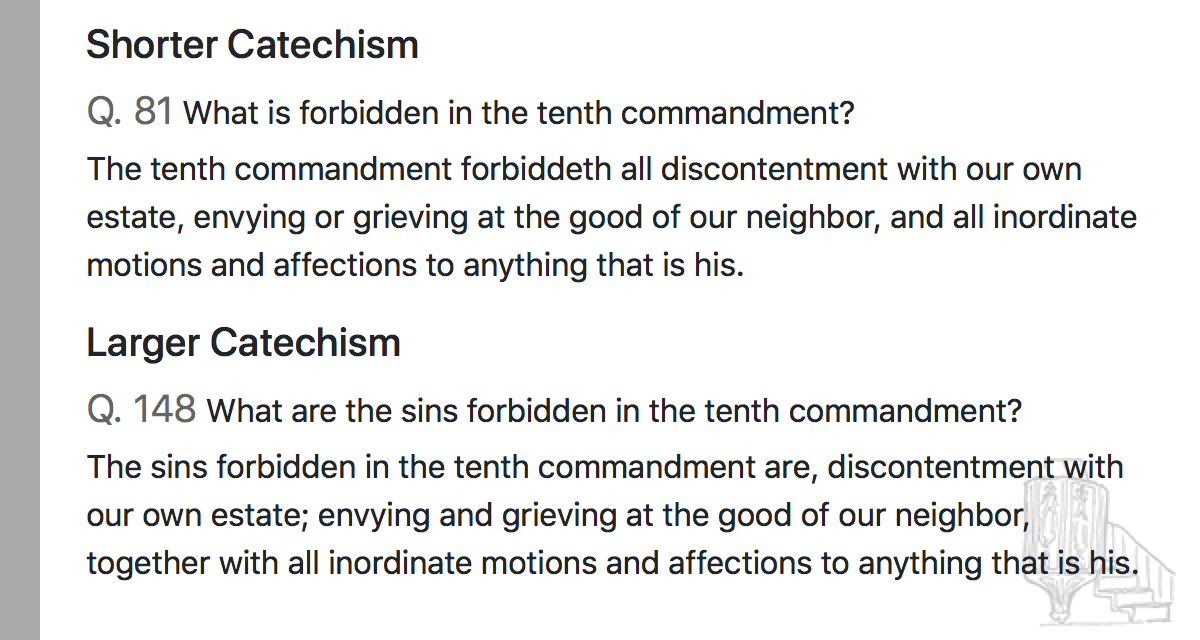 Shorter Catechism
Q. 81 What is forbidden in the tenth commandment?
The tenth commandment forbiddeth all discontentment with our own
estate, envying or grieving at the good of our neighbor, and all inordinate
motions and affections to anything that is his.
Larger Catechism
Q. 148 What are the sins forbidden in the tenth commandment?
The sins forbidden in the tenth commandment are, discontentment with
our own estate; envying and grieving at the good of our neighbor,
together with all inordinate motions and affections to anything that is his.